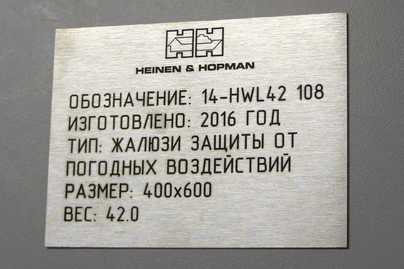 HEINEN & HOPMAN
ОБОЗНАЧЕНИЕ: 14-HWL42 108
ИЗГОТОВЛЕНО: 2016 ГОД
ТИП: ЖАЛЮЗИ ЗАЩИТЫ ОТ
ПОГОДНЫХ ВОЗДЕЙСТВИЙ
РАЗМЕР: 400x600
ВЕС: 42.0